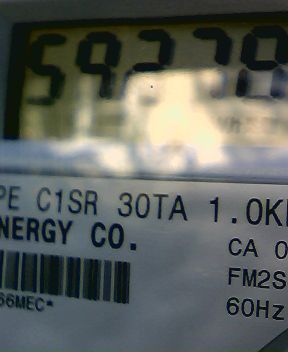 59278
PE C1SR 30TA 1.0K
NERGY CO.
CA 0
FM2S
66MEC*
60Hz